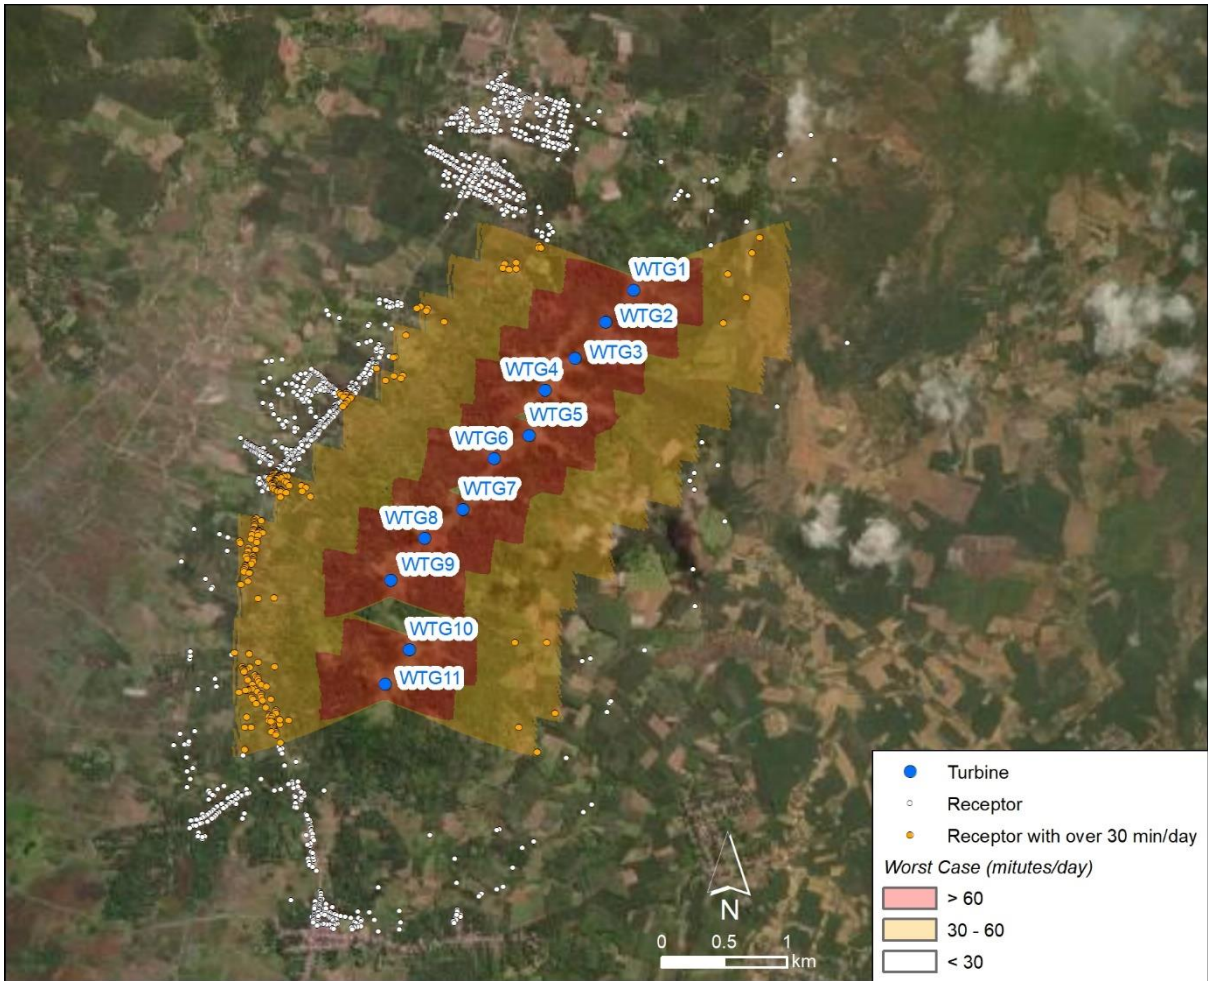 WTG1
WTG2
WTG3
WTG4
WTG5
WTG6
WTG7
WTG8
WTG9
WTG10
WTG11
Turbine
Receptor
Receptor with over 30 min/day
Worst Case (mitutes/day)
> 60
30 - 60
< 30
N
0 0.5 1
km